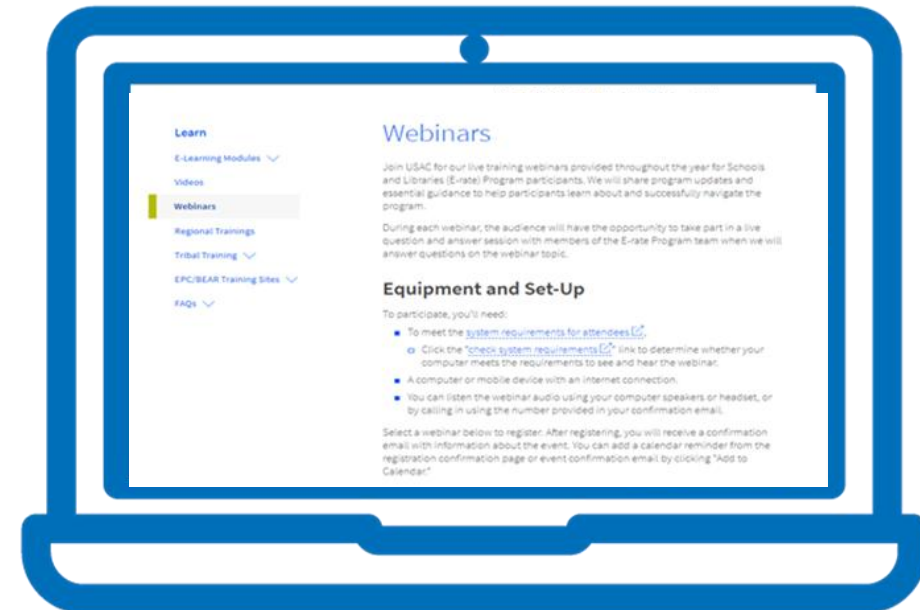 Learn
E-Learning Modules
Videos
Webinars
Regional Trainings
Tribal Training
EPC/BEAR Training Sites
FAQs
Webinars
Join USAC for our live training webinars provided throughout the year for Schools
and Libraries (E-rate) Program participants. We will share program updates and
essential guidance to help participants learn about and successfully navigate the
program.
During each webinar, the audience will have the opportunity to take part in a live
question and answer session with members of the E-rate Program team when we will
answer questions on the webinar topic.
Equipment and Set-Up
To participate, you'll need:
To meet the system requirements for attendees.
Click the "check system requirements" link to determine whether your
computer meets the requirements to see and hear the webinar.
A computer or mobile device with an internet connection.
You can listen the webinar audio using your computer speakers or headset, or
by calling in using the number provided in your confirmation email.
Select a webinar below to register. After registering, you will receive a confirmation
email with information about the event. You can add a calendar reminder from the
registration confirmation page or event confirmation email by clicking "Add to
Calendar."